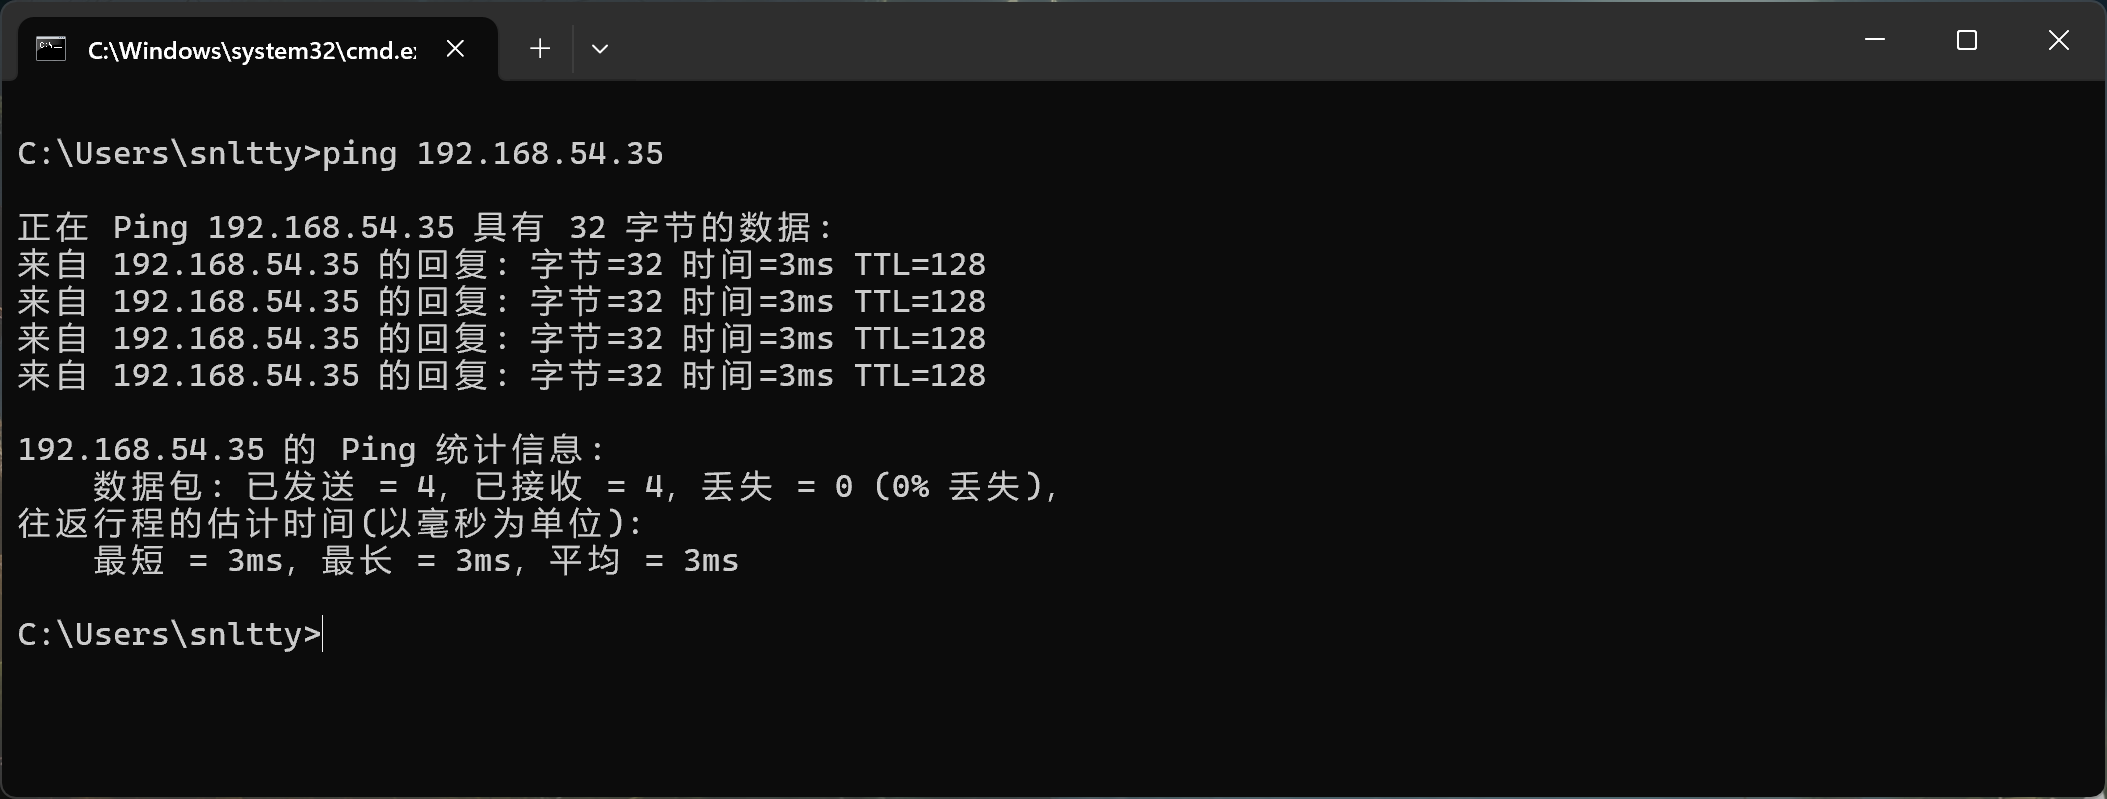 C:\Windows\system32\cmd.e
C:\Users\snltty>ping 192.168.54.35
正在 Ping 192.168.54.35 具有 32 字节的数据:
来自 192.168.54.35 的回复: 字节=32 时间=3ms TTL=128
来自 192.168.54.35 的回复: 字节=32 时间=3ms TTL=128
来自 192.168.54.35 的回复: 字节=32 时间=3ms TTL=128
来自 192.168.54.35 的回复: 字节=32 时间=3ms TTL=128
192.168.54.35 的 Ping 统计信息:
数据包: 已发送 = 4, 已接收 = 4, 丢失 = 0 (0% 丢失),
往返行程的估计时间(以毫秒为单位):
最短 = 3ms, 最长 = 3ms, 平均 = 3ms
C:\Users\snltty>